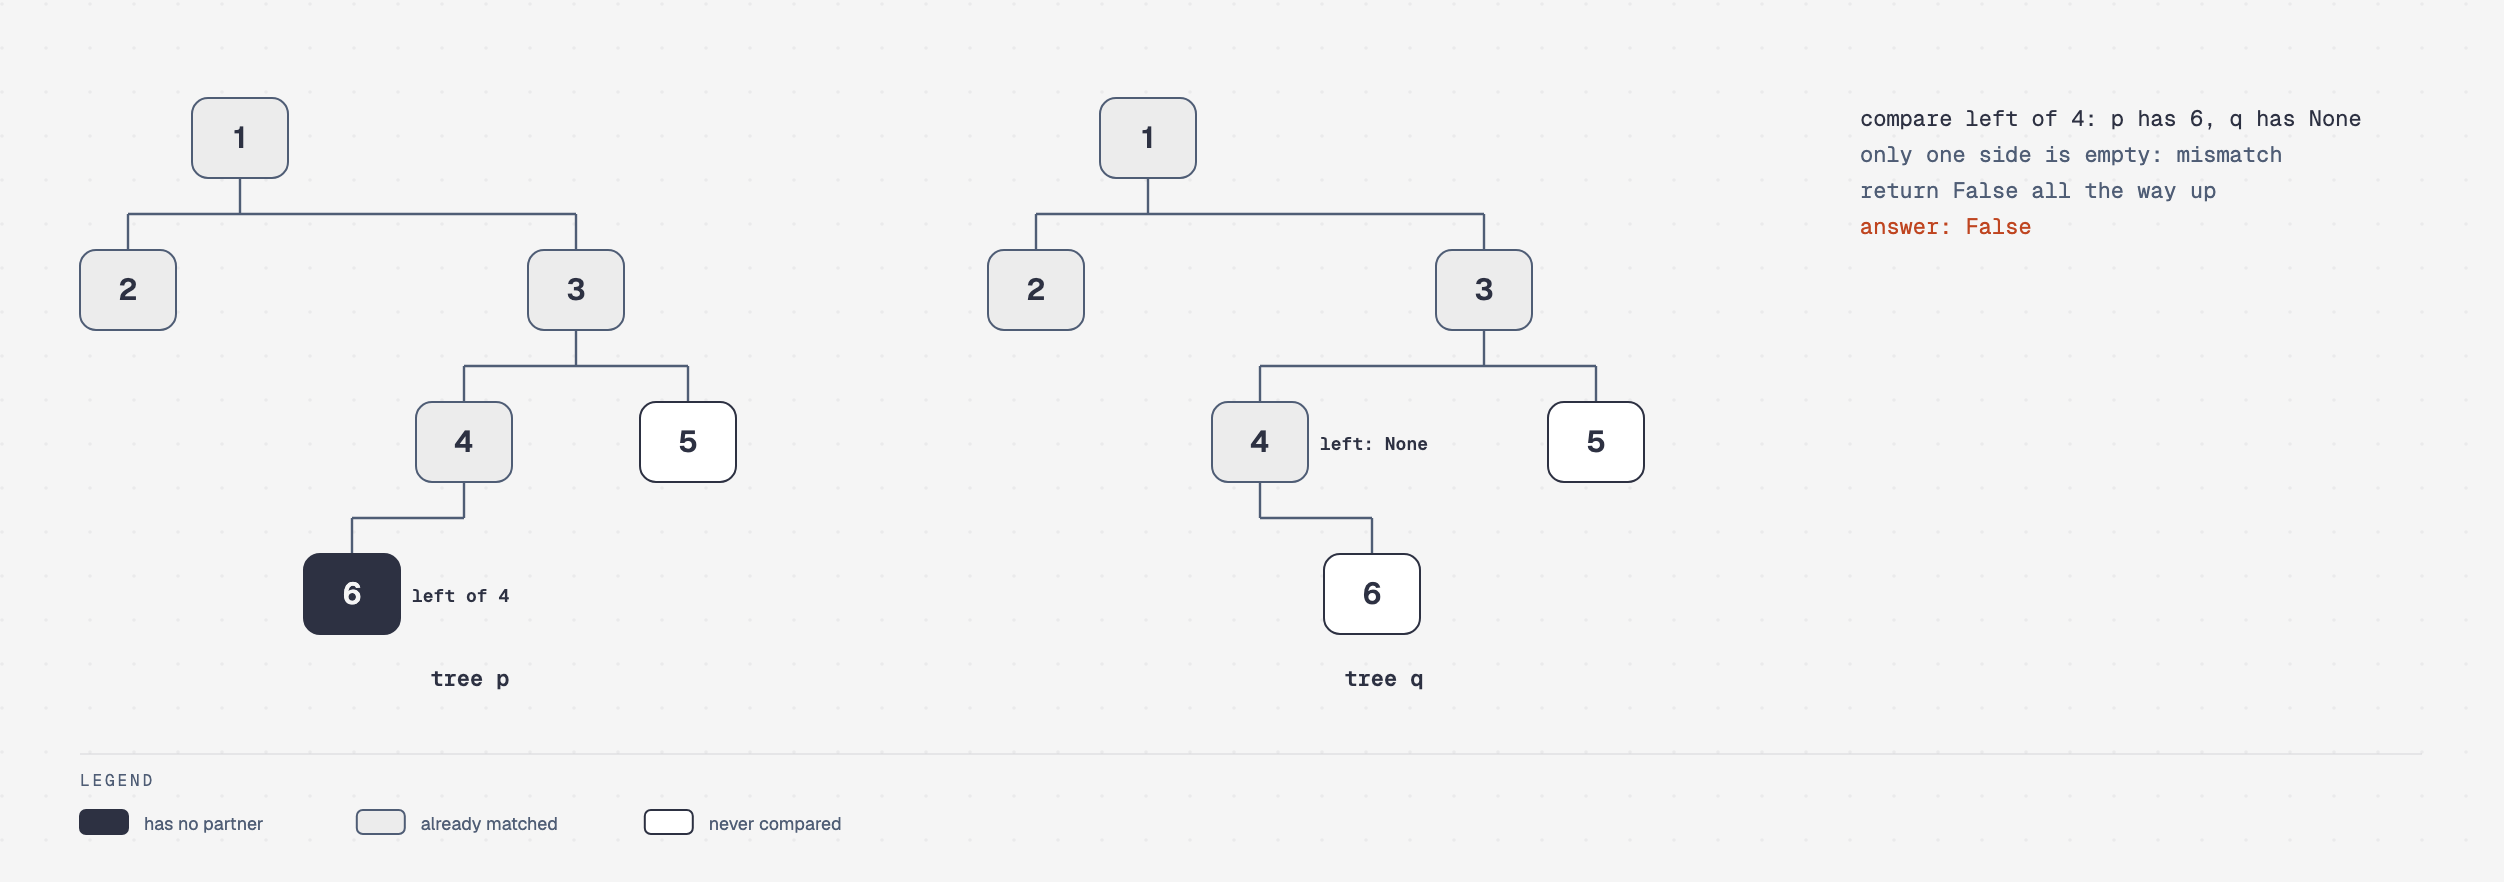 1
2
3
4
5
6
left of 4
tree p
1
2
3
4
left: None
5
6
tree q
compare left of 4: p has 6, q has None
only one side is empty: mismatch
return False all the way up
answer: False
LEGEND
has no partner
already matched
never compared